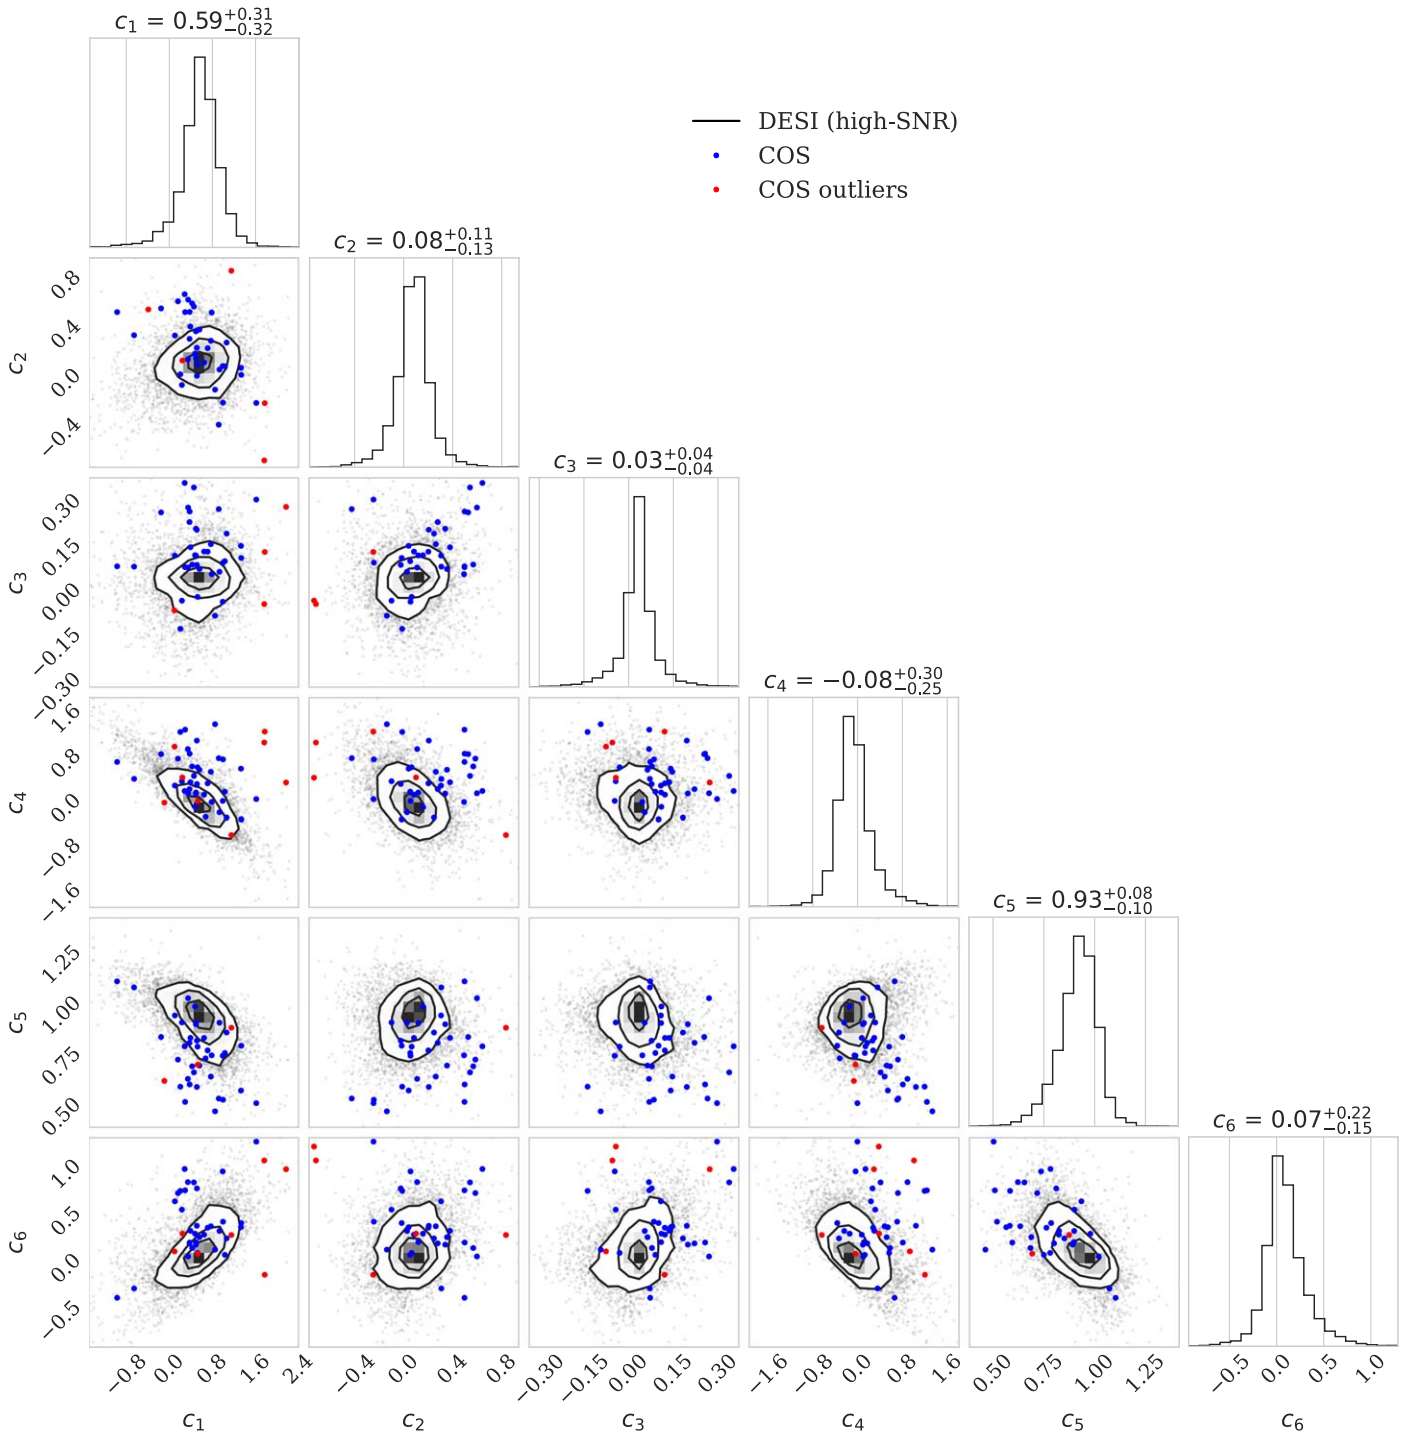 c₁ = 0.59+0.31 −0.32
DESI (high-SNR)
COS
COS outliers
c₂ = 0.08+0.11 −0.13
0.8
0.4
0.0
−0.4
c₂
c₃ = 0.03+0.04 −0.04
0.30
0.15
0.00
−0.15
−0.30
c₃
c₄ = −0.08+0.30 −0.25
1.6
0.8
0.0
−0.8
−1.6
c₄
c₅ = 0.93+0.08 −0.10
1.25
1.00
0.75
0.50
c₅
c₆ = 0.07+0.22 −0.15
1.0
0.5
0.0
−0.5
c₆
−0.8 0.0 0.8 1.6 2.4 −0.4 0.0 0.4 0.8 −0.30 −0.15 0.00 0.15 0.30 −1.6 −0.8 0.0 0.8 1.6 0.50 0.75 1.00 1.25 −0.5 0.0 0.5 1.0
c₁ c₂ c₃ c₄ c₅ c₆